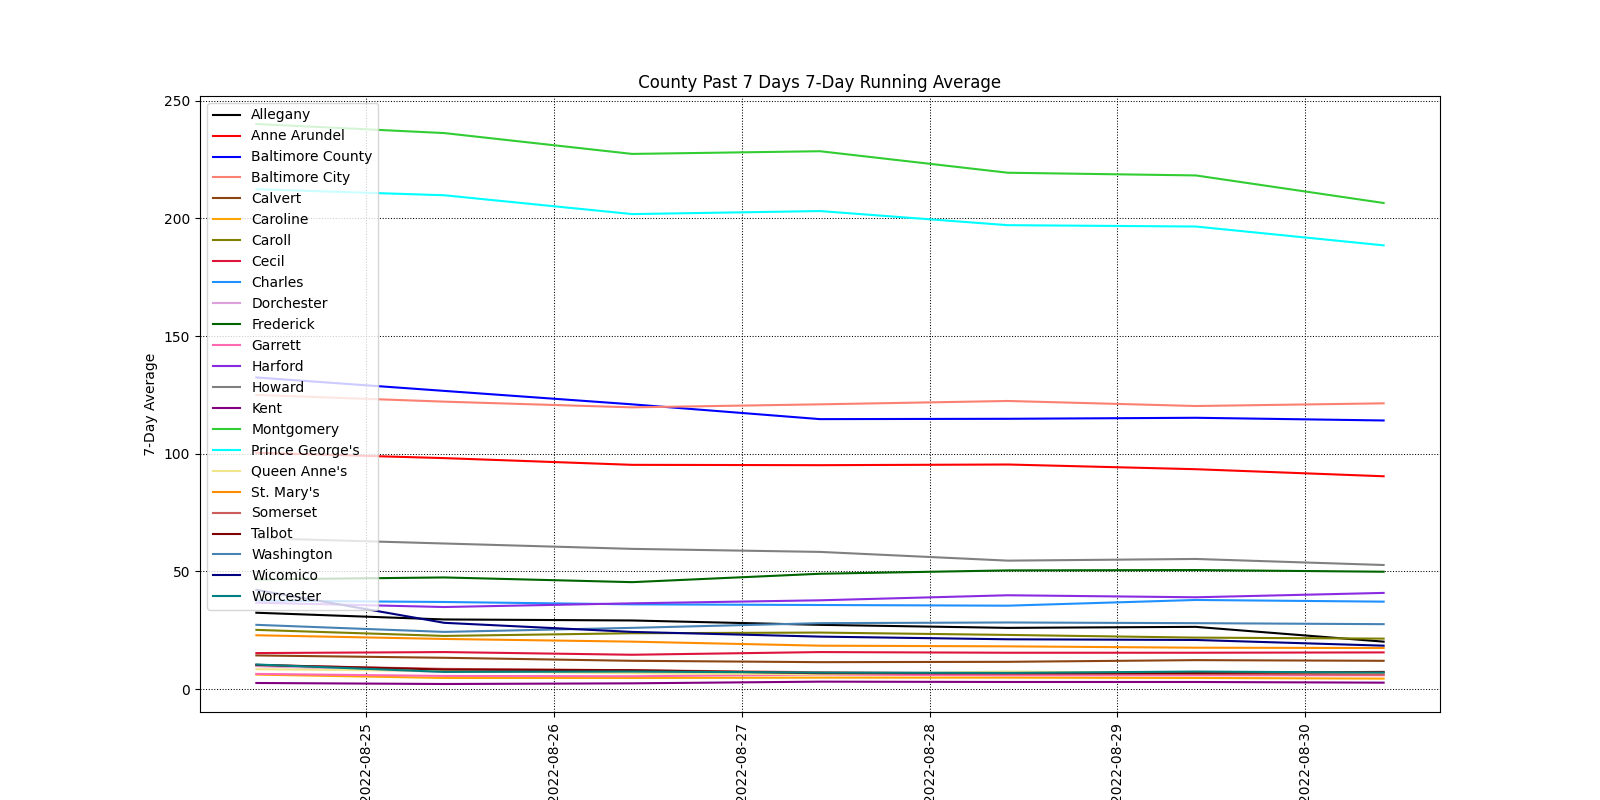 County Past 7 Days 7-Day Running Average
250
200
150
100
50
0
7-Day Average
Allegany
Anne Arundel
Baltimore County
Baltimore City
Calvert
Caroline
Caroll
Cecil
Charles
Dorchester
Frederick
Garrett
Harford
Howard
Kent
Montgomery
Prince George's
Queen Anne's
St. Mary's
Somerset
Talbot
Washington
Wicomico
Worcester
2022-08-25
2022-08-26
2022-08-27
2022-08-28
2022-08-29
2022-08-30